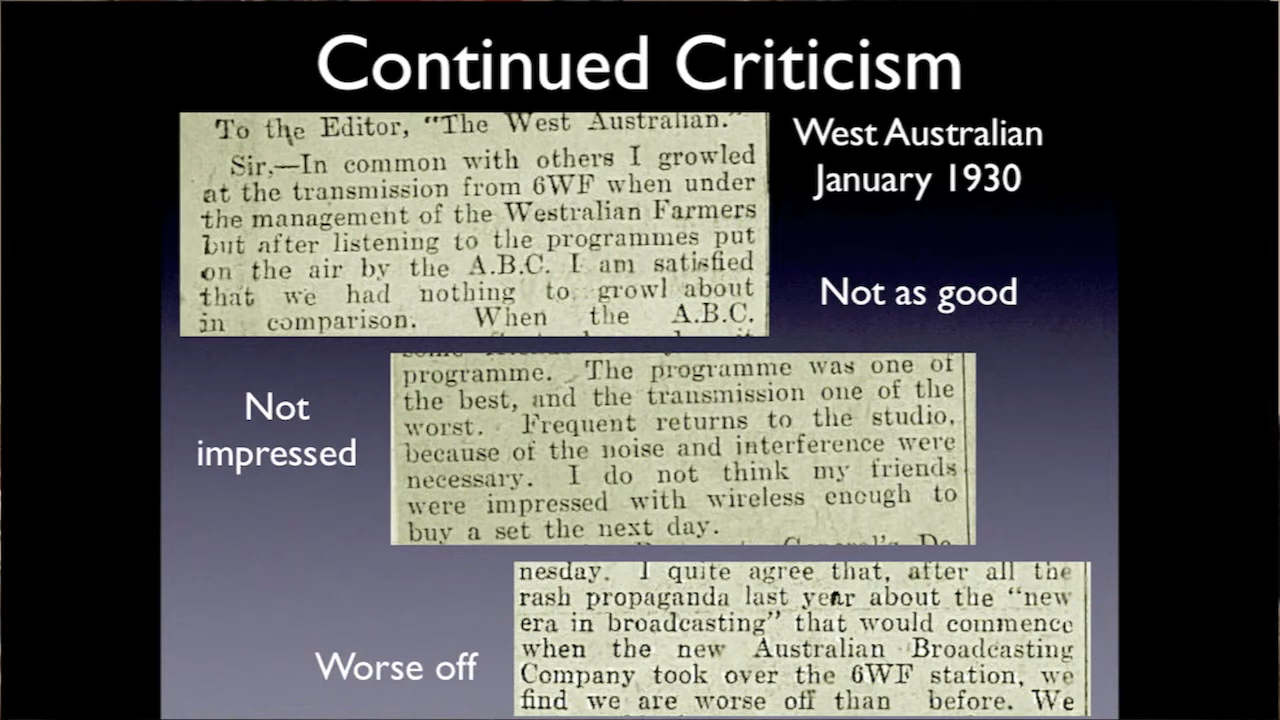 Continued Criticism
To the Editor, "The West Australian."
Sir,—In common with others I growled
at the transmission from 6WF when under
the management of the Westralian Farmers
but after listening to the programmes put
on the air by the A.B.C. I am satisfied
that we had nothing to growl about
in comparison. When the A.B.C.
West Australian
January 1930
Not as good
Not
impressed
programme. The programme was one of
the best, and the transmission one of the
worst. Frequent returns to the studio,
because of the noise and interference were
necessary. I do not think my friends
were impressed with wireless enough to
buy a set the next day.
Worse off
nesday. I quite agree that, after all the
rash propaganda last year about the "new
era in broadcasting" that would commence
when the new Australian Broadcasting
Company took over the 6WF station, we
find we are worse off than before. We